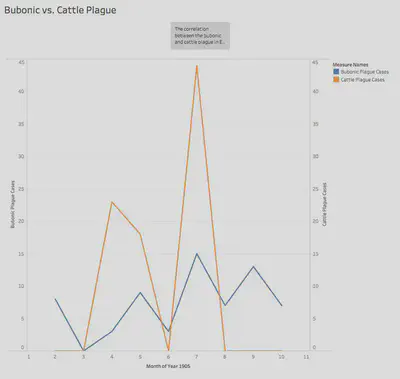 Bubonic vs. Cattle Plague
The correlation
between the bubonic
and cattle plague in E..
Measure Names
Bubonic Plague Cases
Cattle Plague Cases
45
40
35
30
25
20
15
10
5
0
Bubonic Plague Cases
45
40
35
30
25
20
15
10
5
0
Cattle Plague Cases
1 2 3 4 5 6 7 8 9 10 11
Month of Year 1905